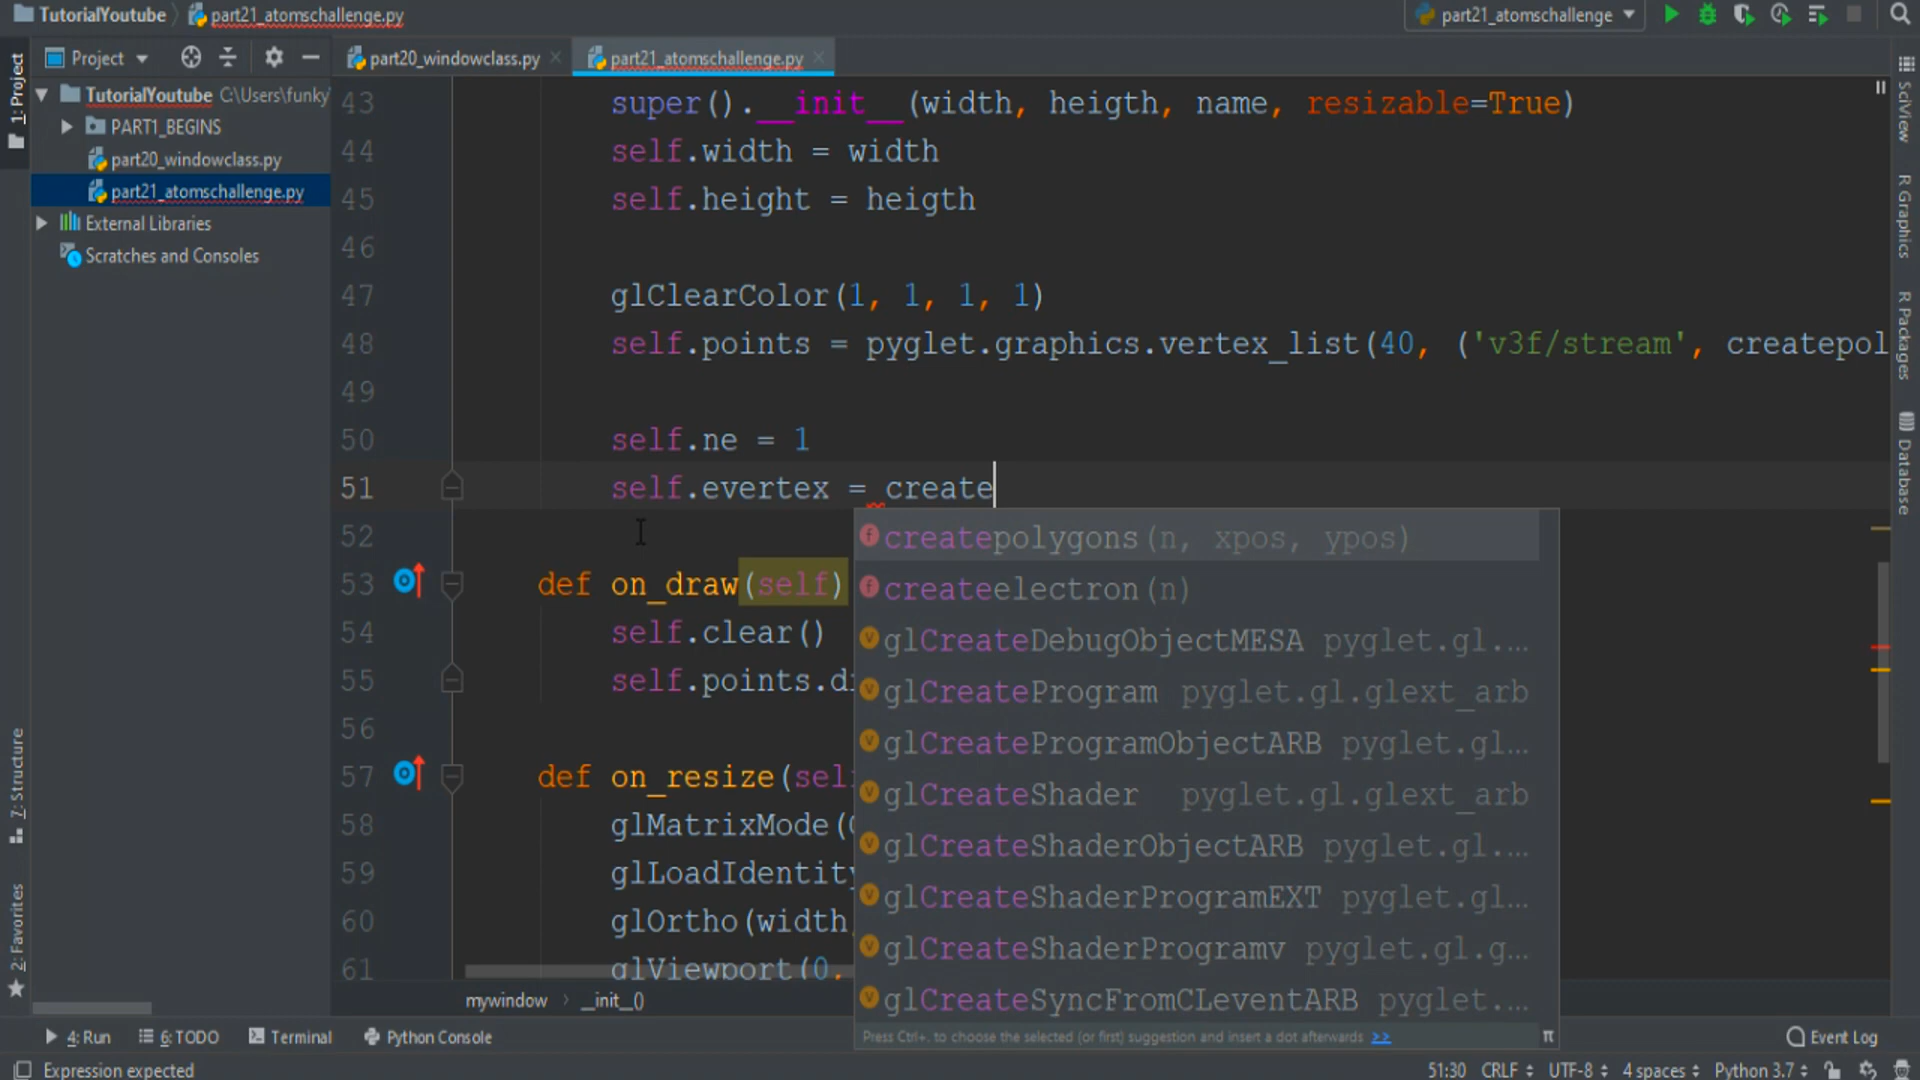 TutorialYoutube part21_atomschallenge.py
part21_atomschallenge
1: Project
Project
part20_windowclass.py
part21_atomschallenge.py
TutorialYoutube C:\Users\funky
PART1_BEGINS
part20_windowclass.py
part21_atomschallenge.py
External Libraries
Scratches and Consoles
43 super().__init__(width, heigth, name, resizable=True)
44 self.width = width
45 self.height = heigth
46
47 glClearColor(1, 1, 1, 1)
48 self.points = pyglet.graphics.vertex_list(40, ('v3f/stream', createpol
49
50 self.ne = 1
51 self.evertex = create
52
53 def on_draw(self)
54 self.clear()
55 self.points.d
56
57 def on_resize(sel
58 glMatrixMode(
59 glLoadIdentity
60 glOrtho(width,
61 glViewport(0,
createpolygons(n, xpos, ypos)
createelectron(n)
glCreateDebugObjectMESA pyglet.gl....
glCreateProgram pyglet.gl.glext_arb
glCreateProgramObjectARB pyglet.gl...
glCreateShader pyglet.gl.glext_arb
glCreateShaderObjectARB pyglet.gl....
glCreateShaderProgramEXT pyglet.gl...
glCreateShaderProgramv pyglet.gl.g...
glCreateSyncFromCLeventARB pyglet....
Press Ctrl+. to choose the selected (or first) suggestion and insert a dot afterwards >>
π
mywindow __init__()
SciView
R Graphics
R Packages
Database
7: Structure
2: Favorites
4: Run
6: TODO
Terminal
Python Console
Event Log
Expression expected
51:30 CRLF UTF-8 4 spaces Python 3.7